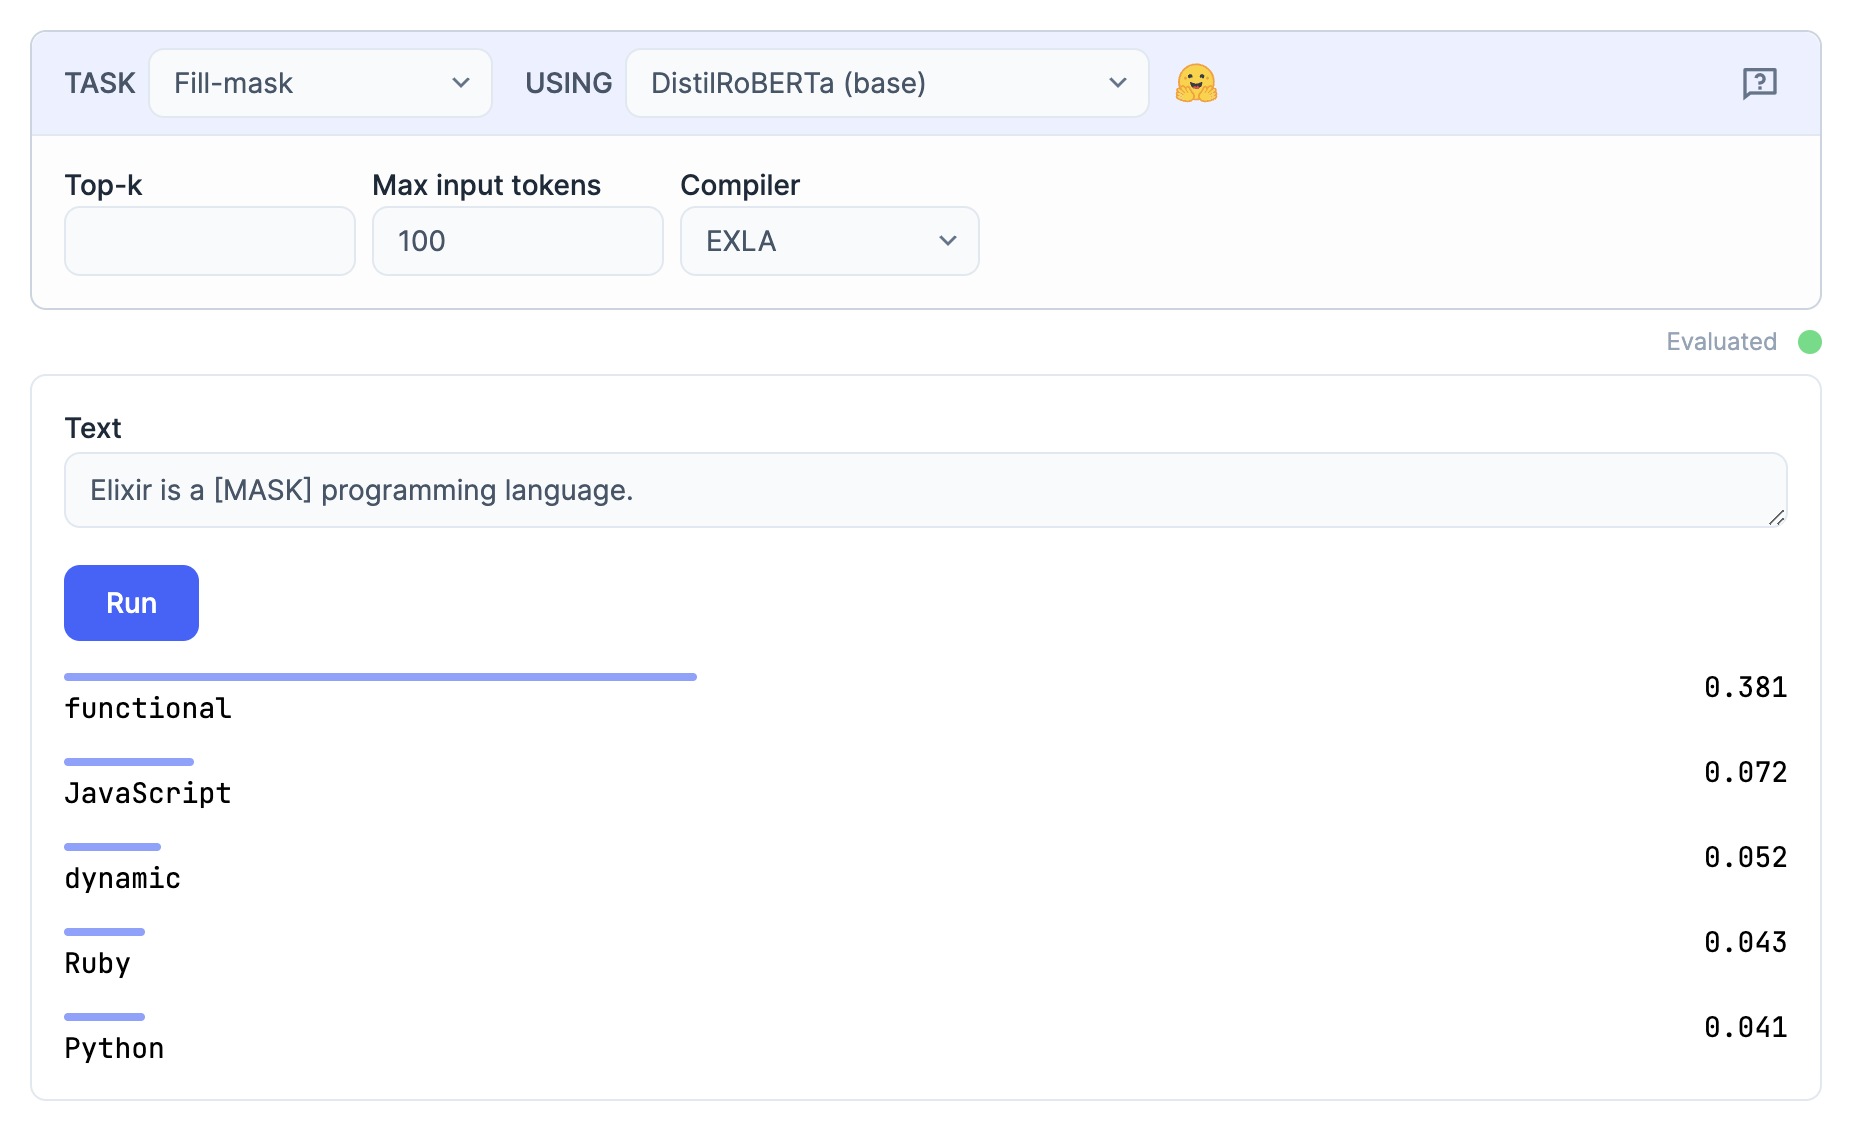 TASK Fill-mask USING DistilRoBERTa (base)
Top-k Max input tokens Compiler
100 EXLA
Evaluated
Text
Elixir is a [MASK] programming language.
Run
functional 0.381
JavaScript 0.072
dynamic 0.052
Ruby 0.043
Python 0.041